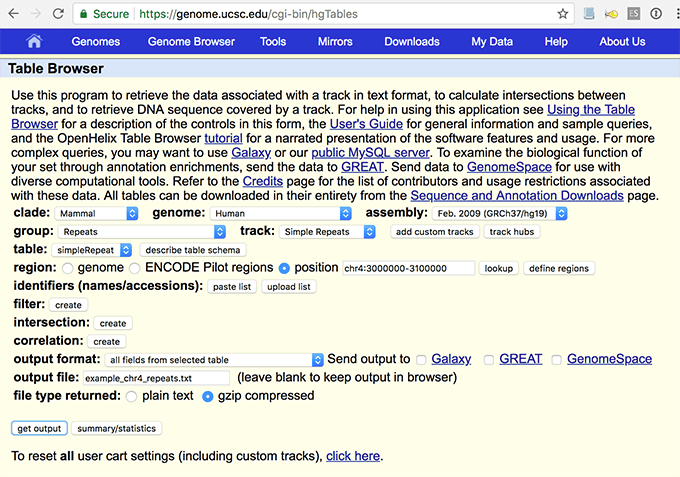 Secure https://genome.ucsc.edu/cgi-bin/hgTables
Genomes Genome Browser Tools Mirrors Downloads My Data Help About Us
Table Browser
Use this program to retrieve the data associated with a track in text format, to calculate intersections between
tracks, and to retrieve DNA sequence covered by a track. For help in using this application see Using the Table
Browser for a description of the controls in this form, the User's Guide for general information and sample queries,
and the OpenHelix Table Browser tutorial for a narrated presentation of the software features and usage. For more
complex queries, you may want to use Galaxy or our public MySQL server. To examine the biological function of
your set through annotation enrichments, send the data to GREAT. Send data to GenomeSpace for use with
diverse computational tools. Refer to the Credits page for the list of contributors and usage restrictions associated
with these data. All tables can be downloaded in their entirety from the Sequence and Annotation Downloads page.
clade: Mammal genome: Human assembly: Feb. 2009 (GRCh37/hg19)
group: Repeats track: Simple Repeats add custom tracks track hubs
table: simpleRepeat describe table schema
region: genome ENCODE Pilot regions position chr4:3000000-3100000 lookup define regions
identifiers (names/accessions): paste list upload list
filter: create
intersection: create
correlation: create
output format: all fields from selected table Send output to Galaxy GREAT GenomeSpace
output file: example_chr4_repeats.txt (leave blank to keep output in browser)
file type returned: plain text gzip compressed
get output summary/statistics
To reset all user cart settings (including custom tracks), click here.